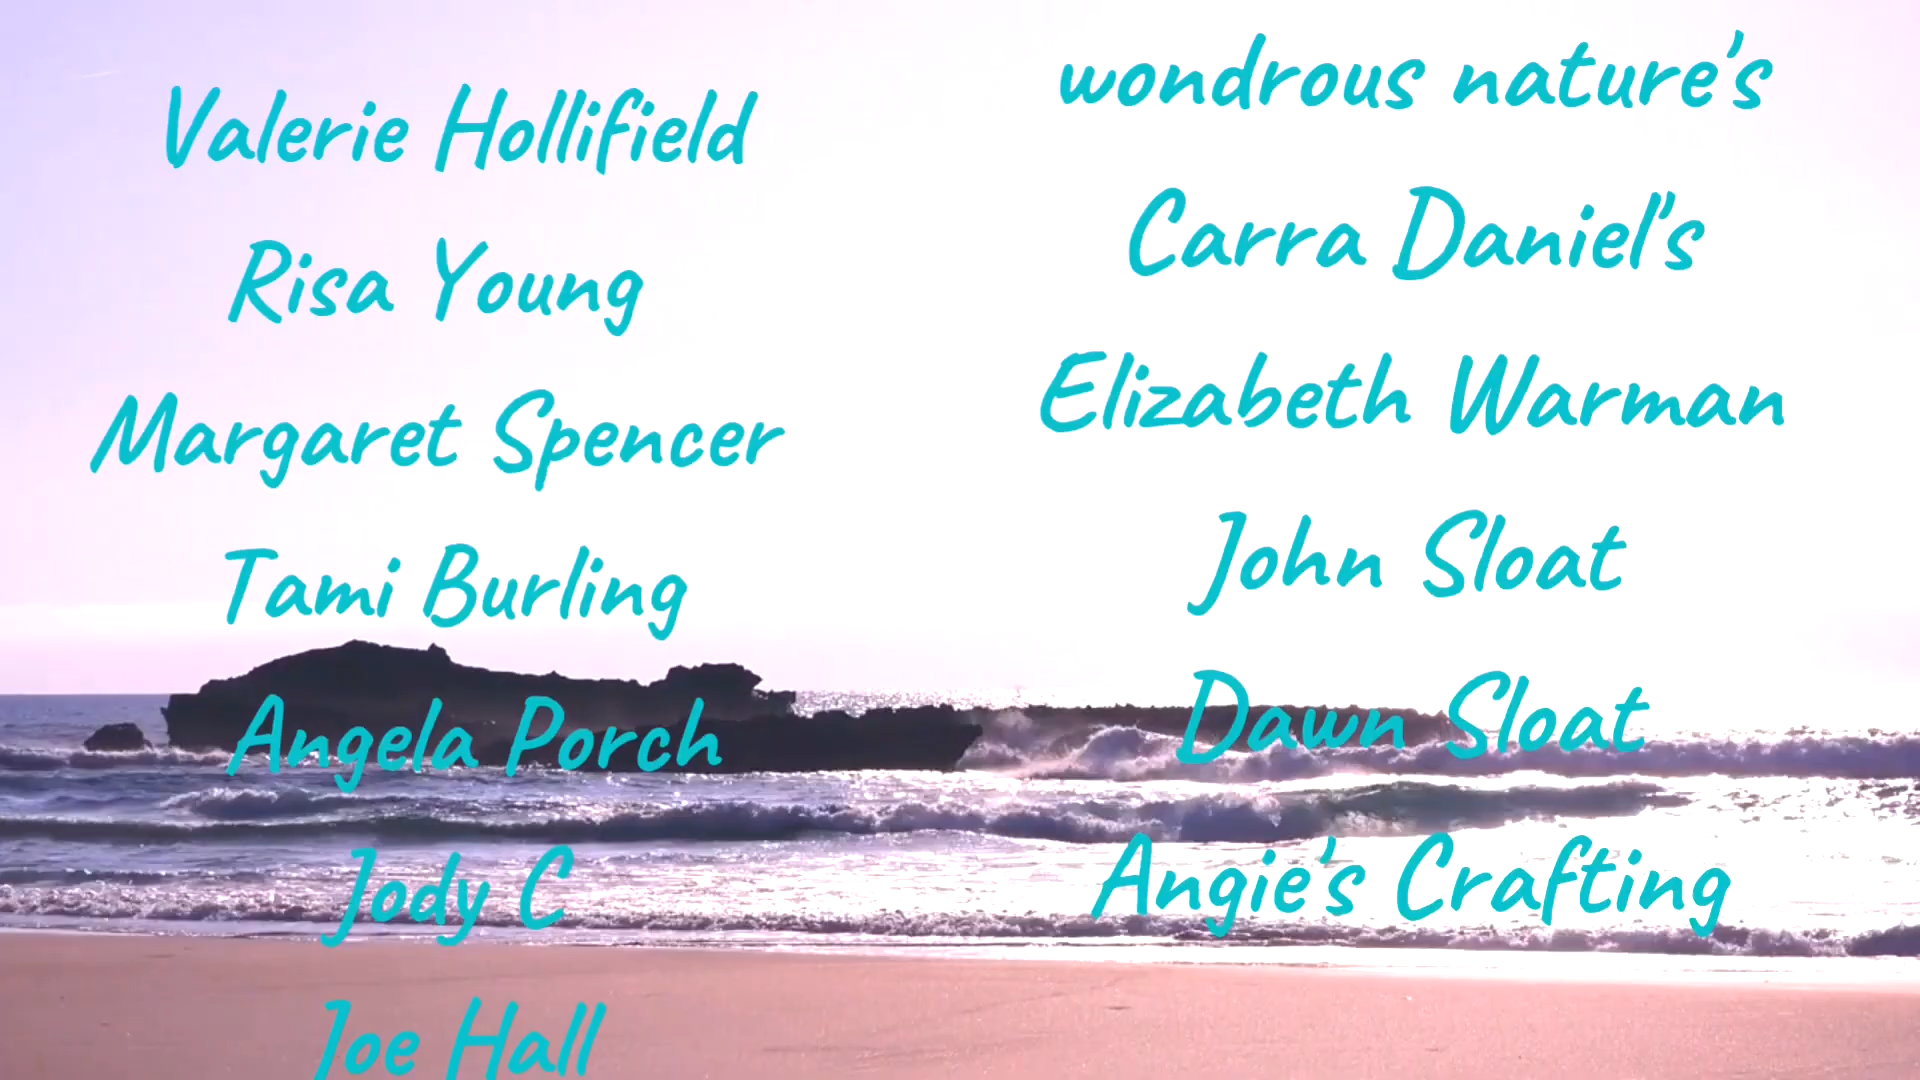 Valerie Hollifield
Risa Young
Margaret Spencer
Tami Burling
Angela Porch
Jody C
Joe Hall
wondrous nature's
Carra Daniel's
Elizabeth Warman
John Sloat
Dawn Sloat
Angie's Crafting